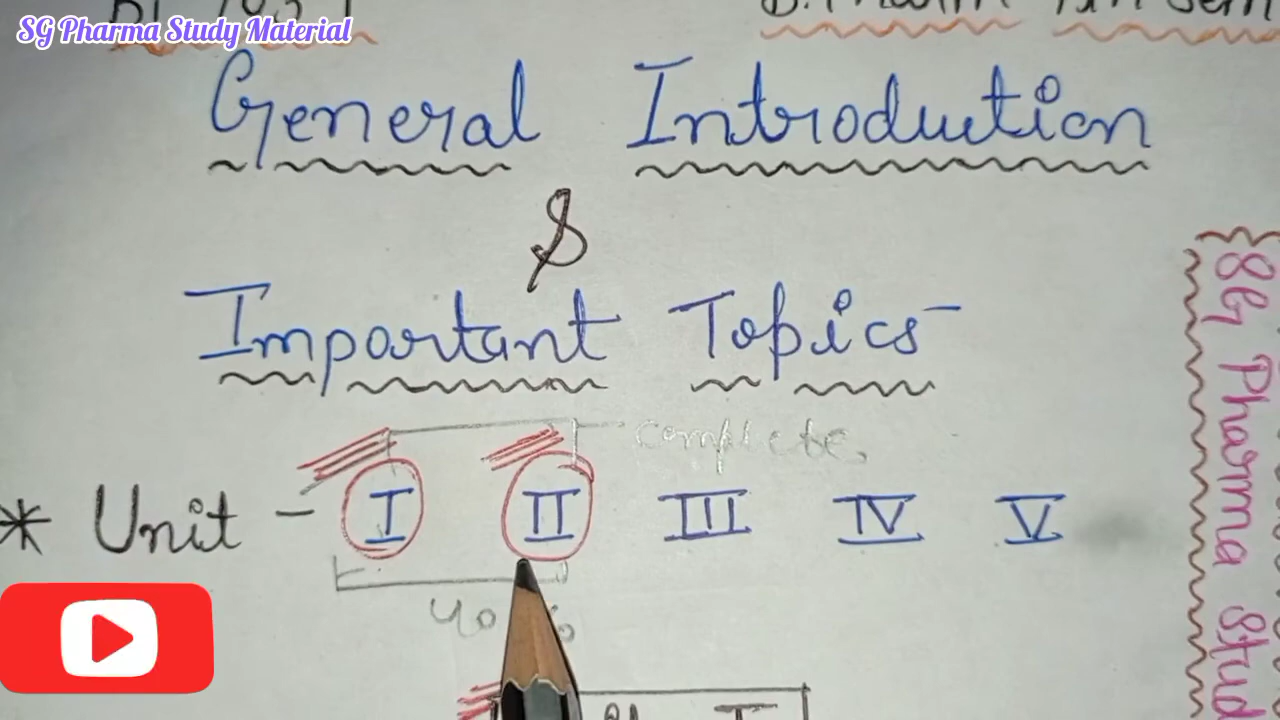 SG Pharma Study Material
General Introduction
&
Important Topics
complete.
* Unit - I II III IV V
40 %
SG Pharma Stud